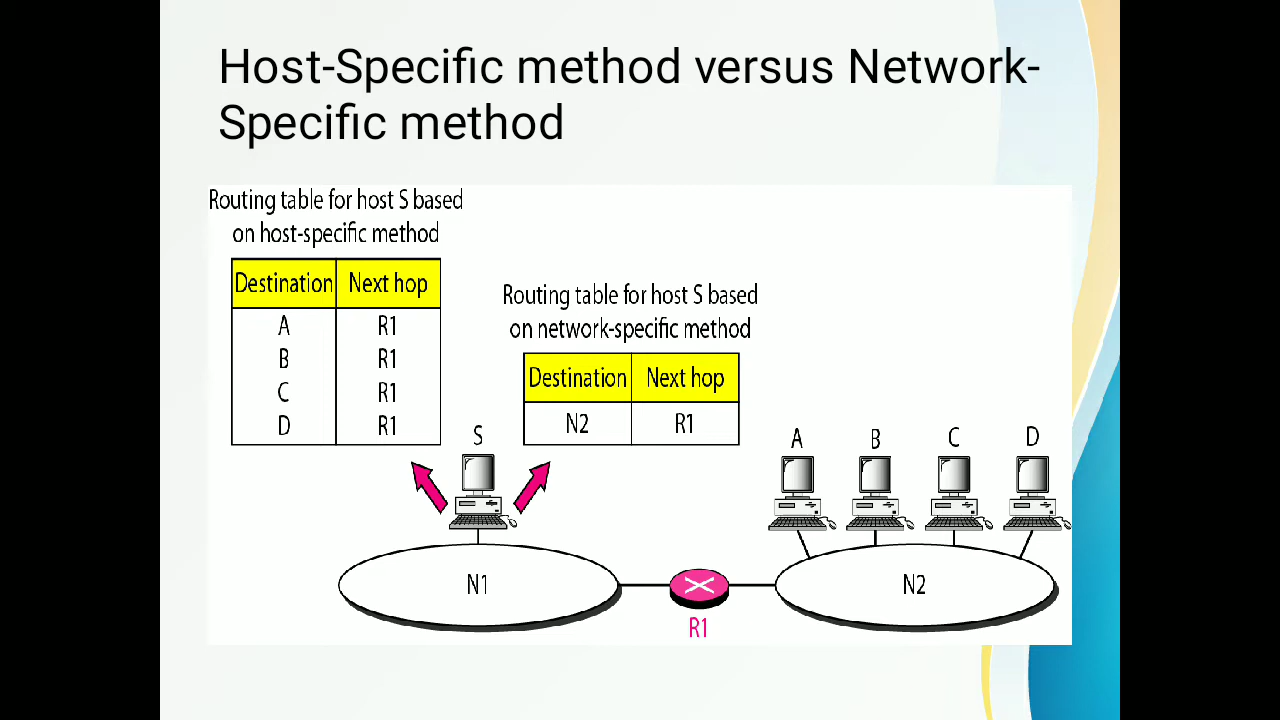 Host-Specific method versus Network-
Specific method
Routing table for host S based
on host-specific method
Destination Next hop
A R1
B R1
C R1
D R1
Routing table for host S based
on network-specific method
Destination Next hop
N2 R1
S
A B C D
N1
N2
R1